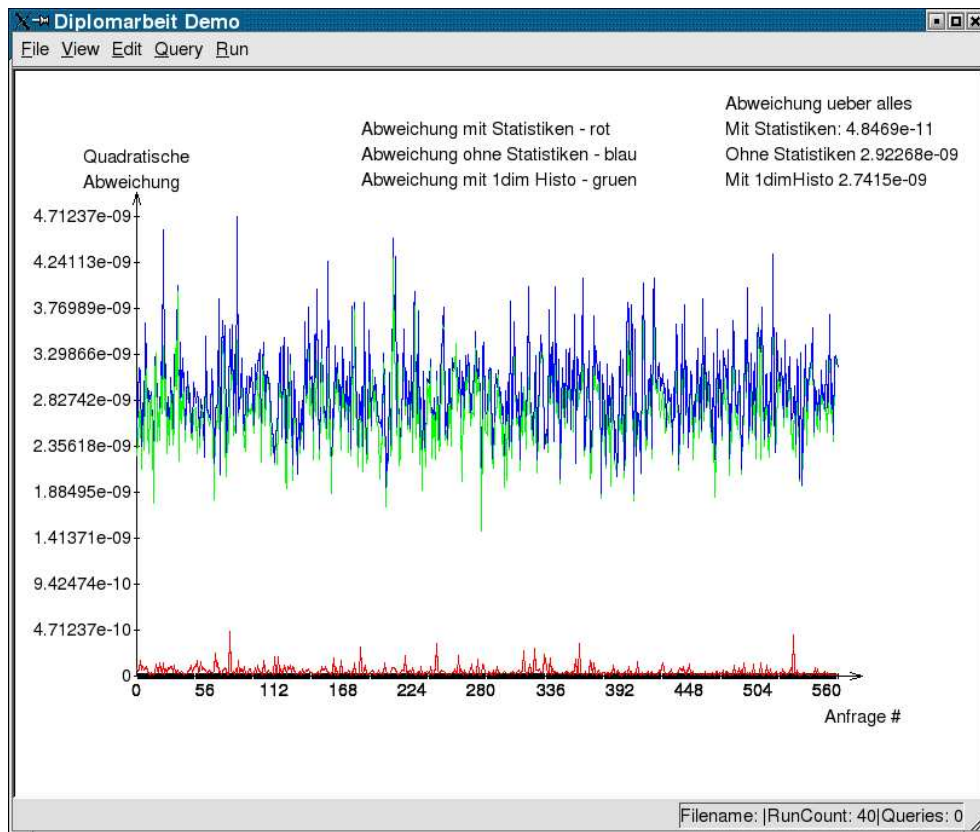 Diplomarbeit Demo
File View Edit Query Run
Abweichung ueber alles
Abweichung mit Statistiken - rot
Mit Statistiken: 4.8469e-11
Quadratische
Abweichung ohne Statistiken - blau
Ohne Statistiken 2.92268e-09
Abweichung
Abweichung mit 1dim Histo - gruen
Mit 1dimHisto 2.7415e-09
4.71237e-09
4.24113e-09
3.76989e-09
3.29866e-09
2.82742e-09
2.35618e-09
1.88495e-09
1.41371e-09
9.42474e-10
4.71237e-10
0
0 56 112 168 224 280 336 392 448 504 560
Anfrage #
Filename: |RunCount: 40|Queries: 0